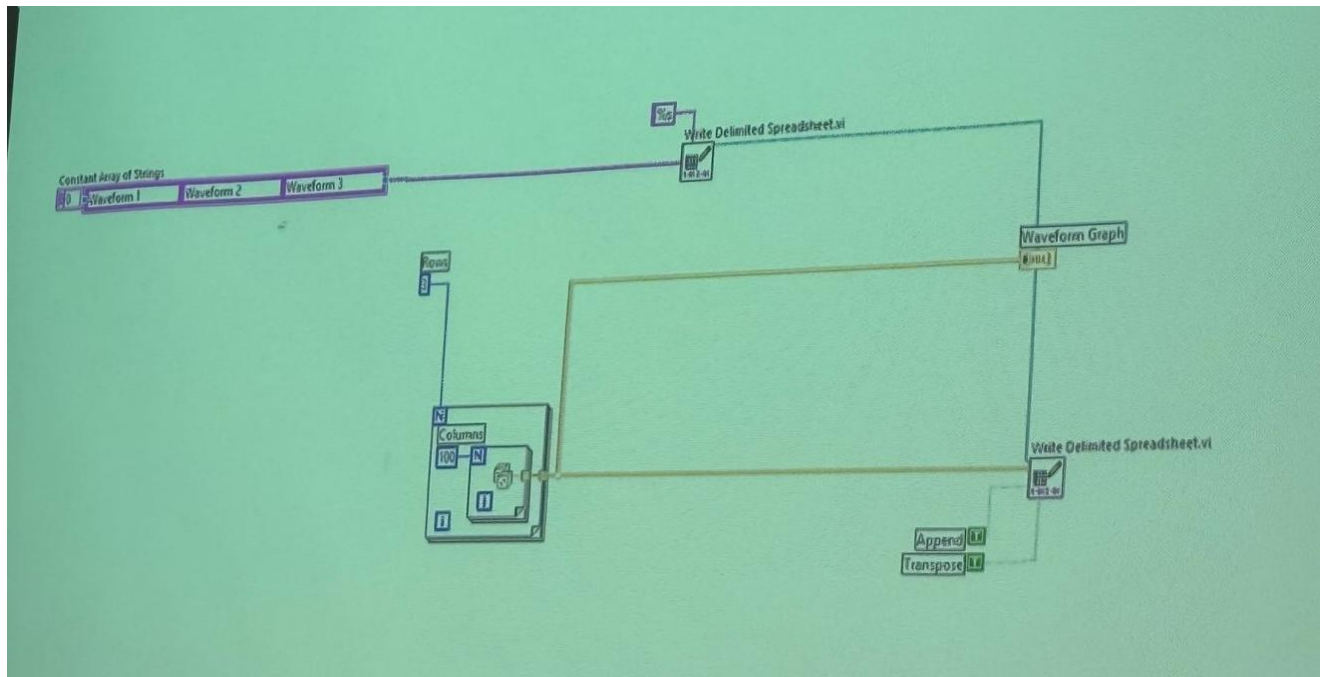 %s
Write Delimited Spreadsheet.vi
Constant Array of Strings
0 Waveform 1 Waveform 2 Waveform 3
Waveform Graph
Rows
N
Columns
100 N
i
i
Write Delimited Spreadsheet.vi
Append T
Transpose T